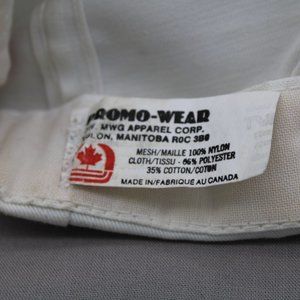 PROMO-WEAR
MWG APPAREL CORP.
MANITOBA R0C 3B0
MESH/MAILLE 100% NYLON
CLOTH/TISSU - 65% POLYESTER
35% COTTON/COTON
MADE IN/FABRIQUÉ AU CANADA